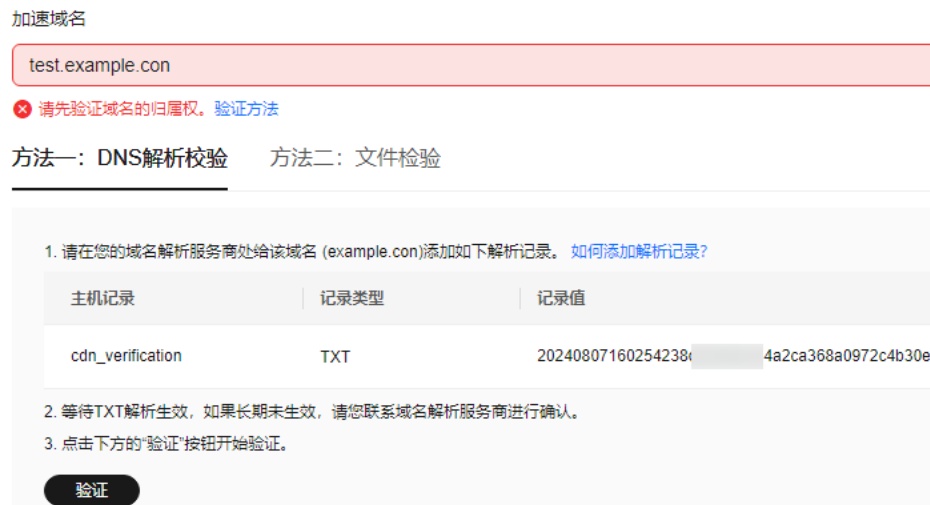 加速域名
test.example.con
请先验证域名的归属权。验证方法
方法一：DNS解析校验 方法二：文件检验
1. 请在您的域名解析服务商处给该域名 (example.con)添加如下解析记录。 如何添加解析记录?
主机记录 记录类型 记录值
cdn_verification TXT 20240807160254238 4a2ca368a0972c4b30e
2. 等待TXT解析生效，如果长期未生效，请您联系域名解析服务商进行确认。
3. 点击下方的“验证”按钮开始验证。
验证